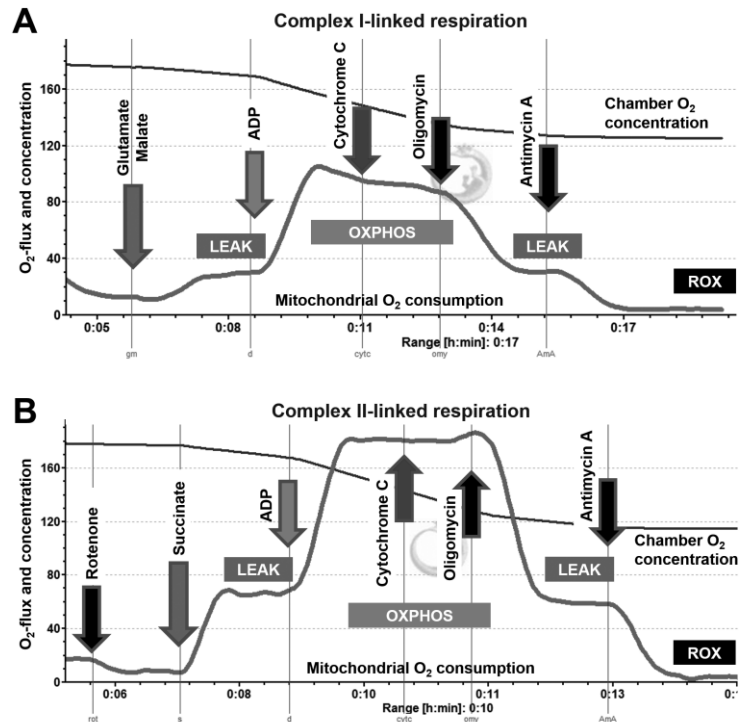 A
Complex I-linked respiration
O₂-flux and concentration
160
120
80
40
0
Glutamate
Malate
ADP
Cytochrome C
Oligomycin
Antimycin A
Chamber O₂
concentration
LEAK
OXPHOS
LEAK
ROX
Mitochondrial O₂ consumption
0:05
0:08
0:11
0:14
0:17
Range [h:min]: 0:17
gm
d
cytc
omy
AmA
B
Complex II-linked respiration
O₂-flux and concentration
160
120
80
40
0
Rotenone
Succinate
ADP
Cytochrome C
Oligomycin
Antimycin A
Chamber O₂
concentration
LEAK
LEAK
OXPHOS
ROX
Mitochondrial O₂ consumption
0:06
0:08
0:10
0:11
0:13
Range [h:min]: 0:10
rot
s
d
cytc
omy
AmA